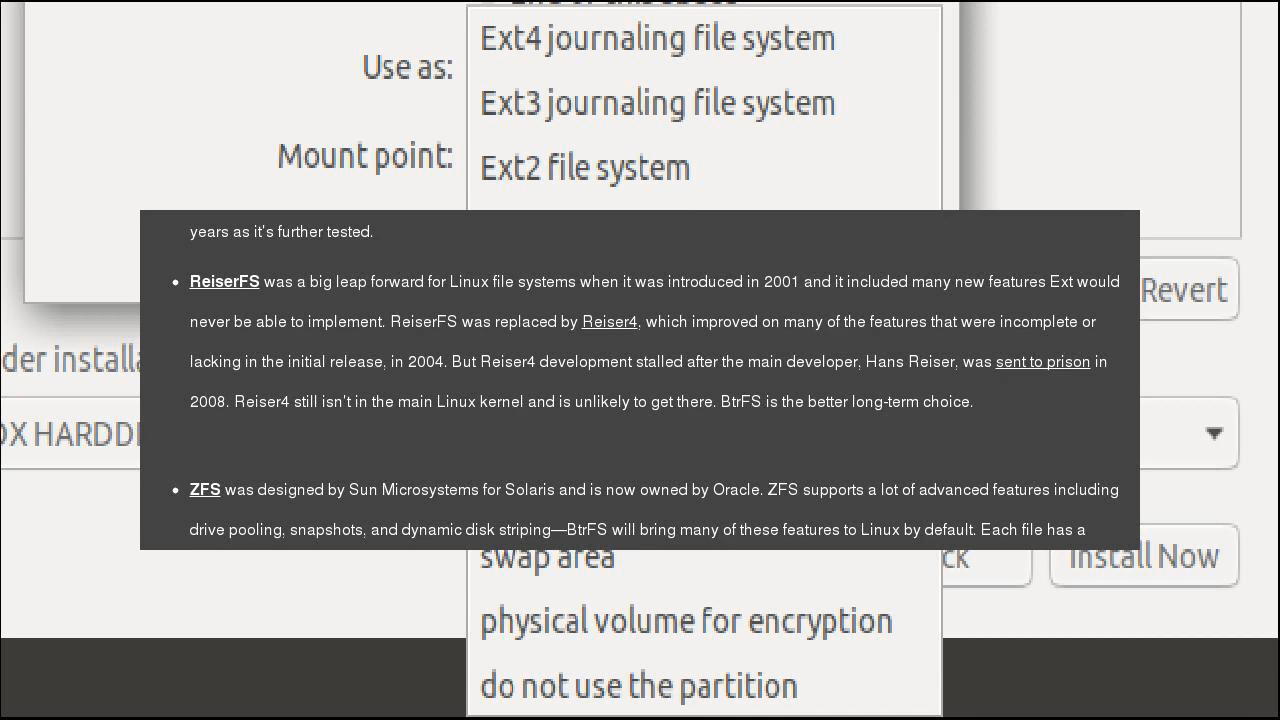 Ext4 journaling file system
Use as:
Ext3 journaling file system
Mount point:
Ext2 file system
years as it's further tested.
• ReiserFS was a big leap forward for Linux file systems when it was introduced in 2001 and it included many new features Ext would
never be able to implement. ReiserFS was replaced by Reiser4, which improved on many of the features that were incomplete or
lacking in the initial release, in 2004. But Reiser4 development stalled after the main developer, Hans Reiser, was sent to prison in
2008. Reiser4 still isn't in the main Linux kernel and is unlikely to get there. BtrFS is the better long-term choice.
• ZFS was designed by Sun Microsystems for Solaris and is now owned by Oracle. ZFS supports a lot of advanced features including
drive pooling, snapshots, and dynamic disk striping—BtrFS will bring many of these features to Linux by default. Each file has a
Revert
der installa
OX HARDD
swap area
ck
Install Now
physical volume for encryption
do not use the partition